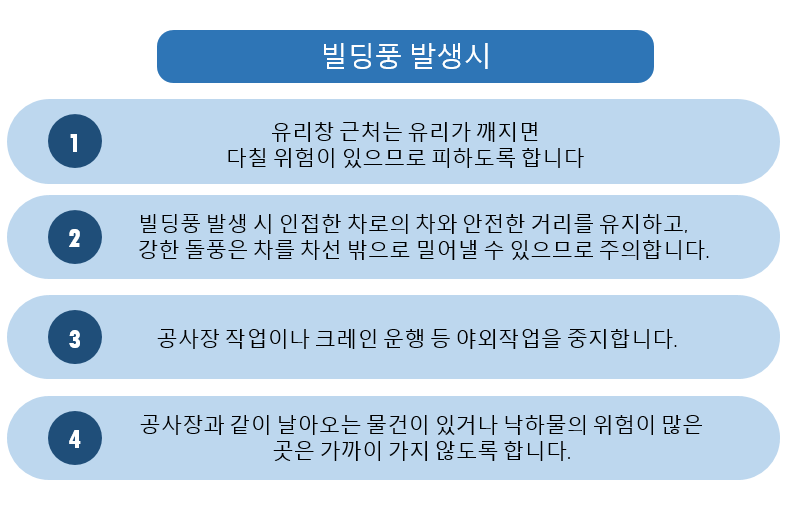 빌딩풍 발생시
1
유리창 근처는 유리가 깨지면
다칠 위험이 있으므로 피하도록 합니다
2
빌딩풍 발생 시 인접한 차로의 차와 안전한 거리를 유지하고,
강한 돌풍은 차를 차선 밖으로 밀어낼 수 있으므로 주의합니다.
3
공사장 작업이나 크레인 운행 등 야외작업을 중지합니다.
4
공사장과 같이 날아오는 물건이 있거나 낙하물의 위험이 많은
곳은 가까이 가지 않도록 합니다.